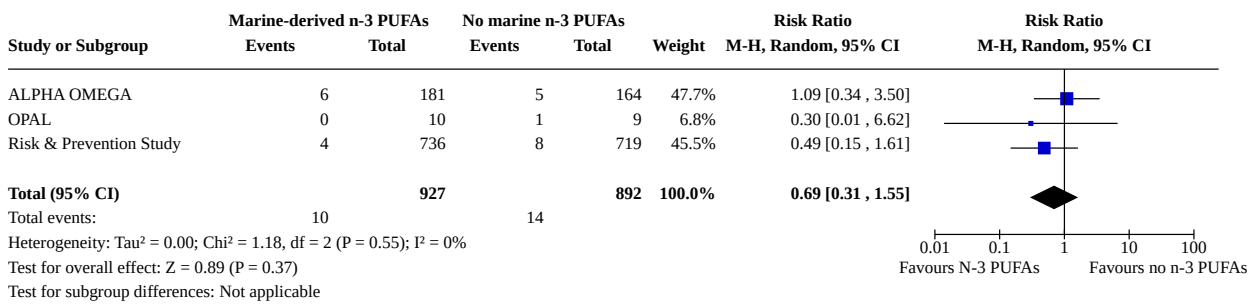 Marine-derived n-3 PUFAs No marine n-3 PUFAs Risk Ratio Risk Ratio
Study or Subgroup Events Total Events Total Weight M-H, Random, 95% CI M-H, Random, 95% CI
ALPHA OMEGA 6 181 5 164 47.7% 1.09 [0.34 , 3.50]
OPAL 0 10 1 9 6.8% 0.30 [0.01 , 6.62]
Risk & Prevention Study 4 736 8 719 45.5% 0.49 [0.15 , 1.61]
Total (95% CI) 927 892 100.0% 0.69 [0.31 , 1.55]
Total events: 10 14
Heterogeneity: Tau² = 0.00; Chi² = 1.18, df = 2 (P = 0.55); I² = 0% 0.01 0.1 1 10 100
Test for overall effect: Z = 0.89 (P = 0.37) Favours N-3 PUFAs Favours no n-3 PUFAs
Test for subgroup differences: Not applicable